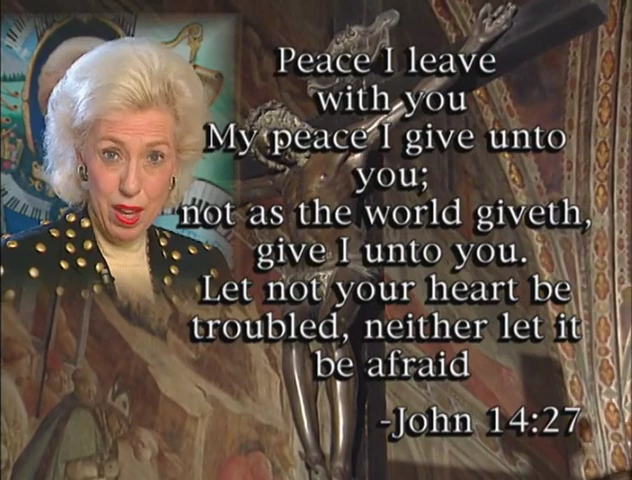 Peace I leave
with you
My peace I give unto
you;
not as the world giveth,
give I unto you.
Let not your heart be
troubled, neither let it
be afraid
-John 14:27